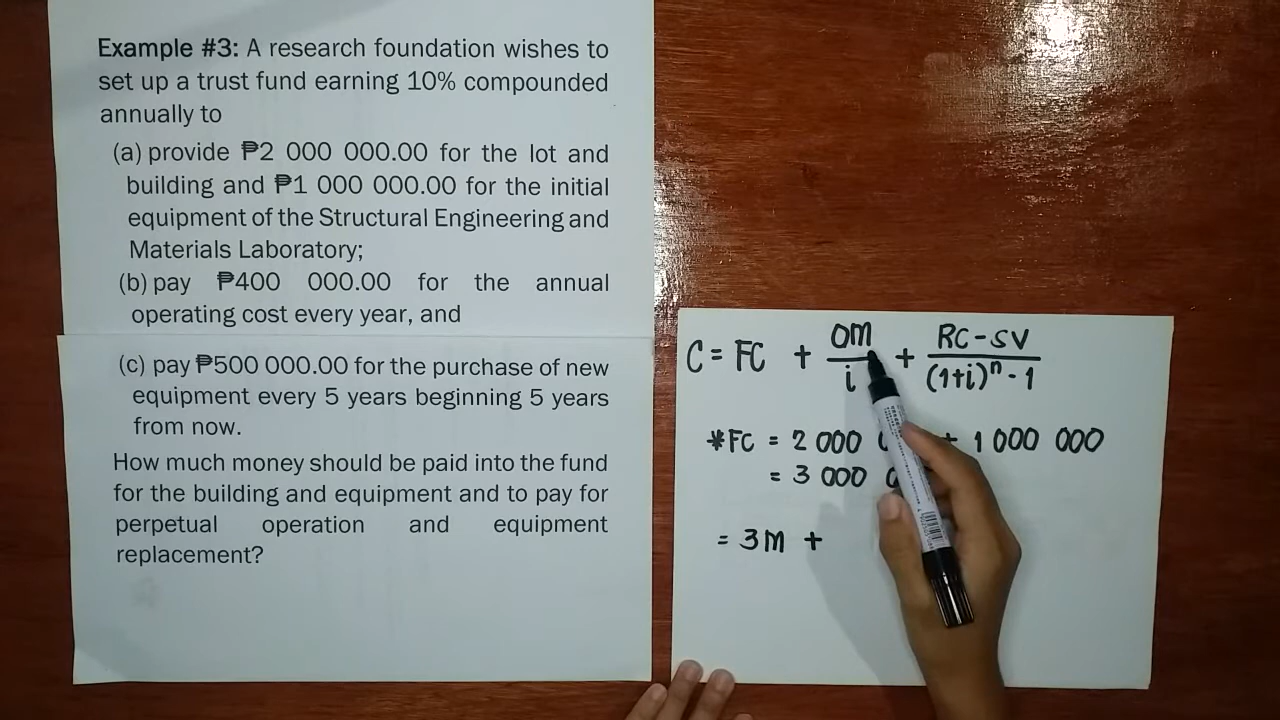 Example #3: A research foundation wishes to
set up a trust fund earning 10% compounded
annually to
(a) provide ₱2 000 000.00 for the lot and
building and ₱1 000 000.00 for the initial
equipment of the Structural Engineering and
Materials Laboratory;
(b) pay ₱400 000.00 for the annual
operating cost every year, and
(c) pay ₱500 000.00 for the purchase of new
equipment every 5 years beginning 5 years
from now.
How much money should be paid into the fund
for the building and equipment and to pay for
perpetual operation and equipment
replacement?
C = FC + OM/i + RC-SV/(1+i)^n - 1
*FC = 2 000 + 1 000 000
= 3 000
= 3M +